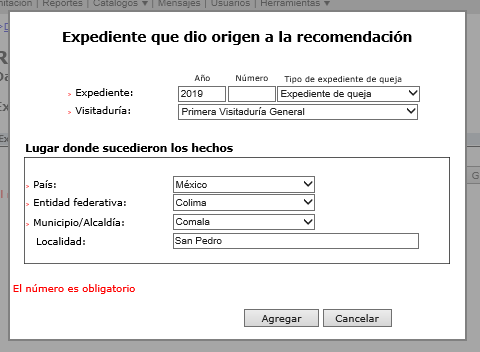 Reportes | Catálogos ▼ | Mensajes | Usuarios | Herramientas ▼
Expediente que dio origen a la recomendación
Año Número Tipo de expediente de queja
> Expediente: 2019 Expediente de queja
> Visitaduría: Primera Visitaduría General
Lugar donde sucedieron los hechos
> País: México
> Entidad federativa: Colima
> Municipio/Alcaldía: Comala
Localidad: San Pedro
El número es obligatorio
Agregar Cancelar